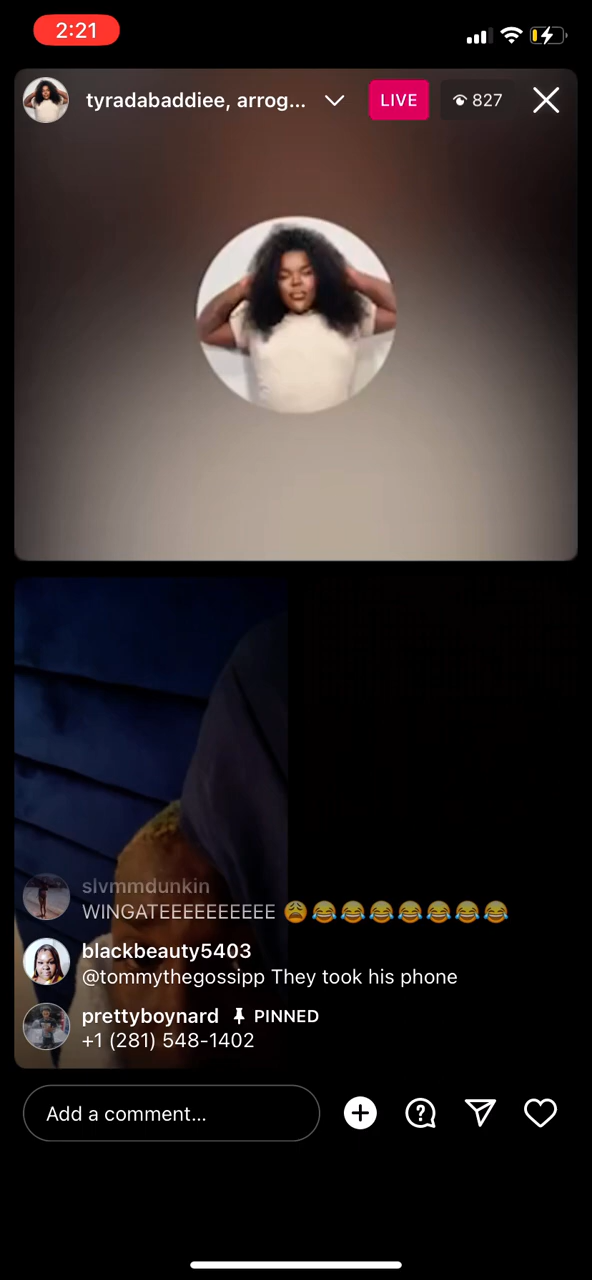 2:21
tyradabaddiee, arrog...
LIVE
827
slvmmdunkin
WINGATEEEEEEEEEE 😩😂😂😂😂😂😂😂
blackbeauty5403
@tommythegossipp They took his phone
prettyboynard PINNED
+1 (281) 548-1402
Add a comment...